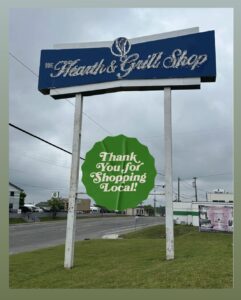 THE Hearth & Grill Shop
Thank
You, for
Shopping
Local!